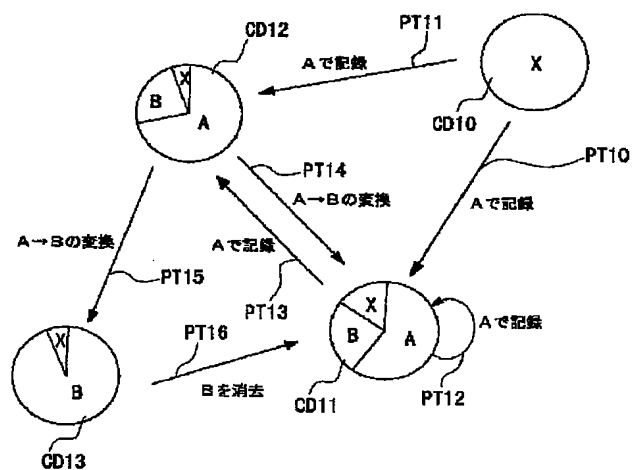 CD12
PT11
Aで記録
X
CD10
X
B
A
PT14
A→Bの変換
PT10
Aで記録
A→Bの変換
PT15
Aで記録
PT13
X
B
A
Aで記録
PT12
X
B
CD13
PT16
Bを消去
CD11